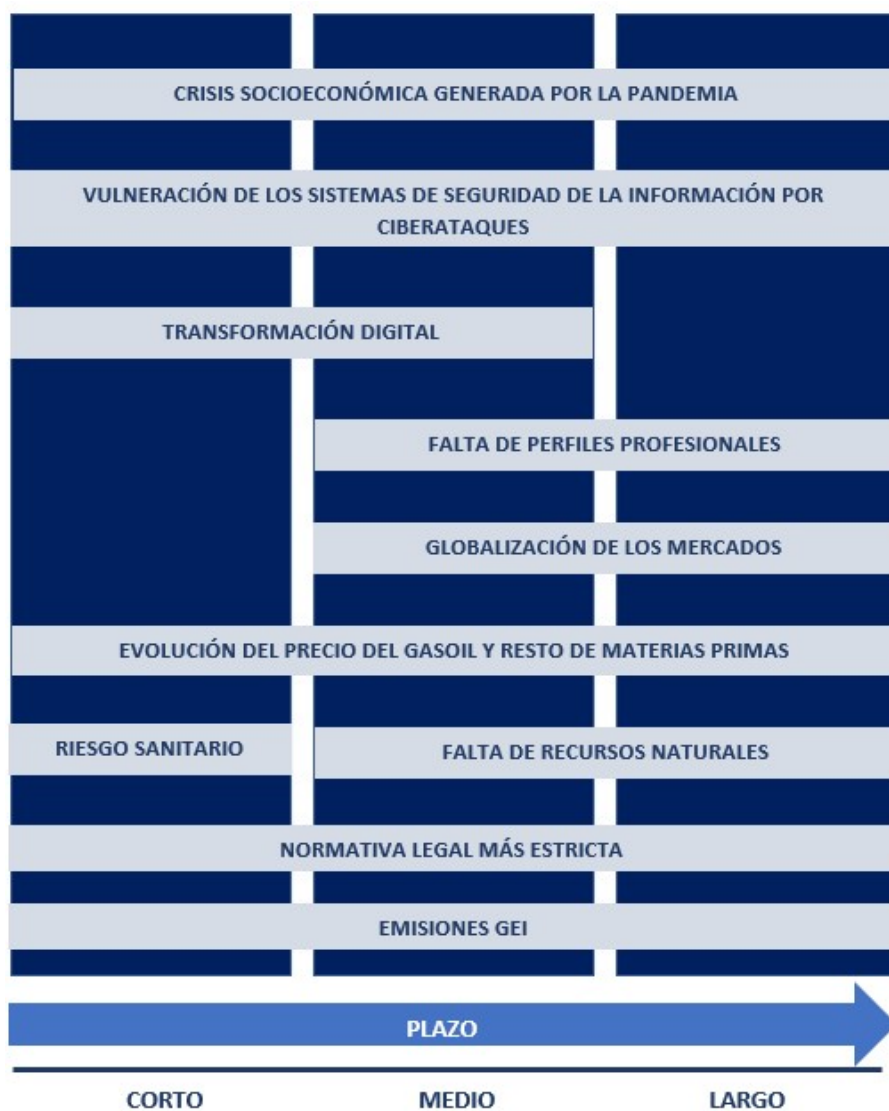 CRISIS SOCIOECONÓMICA GENERADA POR LA PANDEMIA
VULNERACIÓN DE LOS SISTEMAS DE SEGURIDAD DE LA INFORMACIÓN POR
CIBERATAQUES
TRANSFORMACIÓN DIGITAL
FALTA DE PERFILES PROFESIONALES
GLOBALIZACIÓN DE LOS MERCADOS
EVOLUCIÓN DEL PRECIO DEL GASOIL Y RESTO DE MATERIAS PRIMAS
RIESGO SANITARIO
FALTA DE RECURSOS NATURALES
NORMATIVA LEGAL MÁS ESTRICTA
EMISIONES GEI
PLAZO
CORTO
MEDIO
LARGO